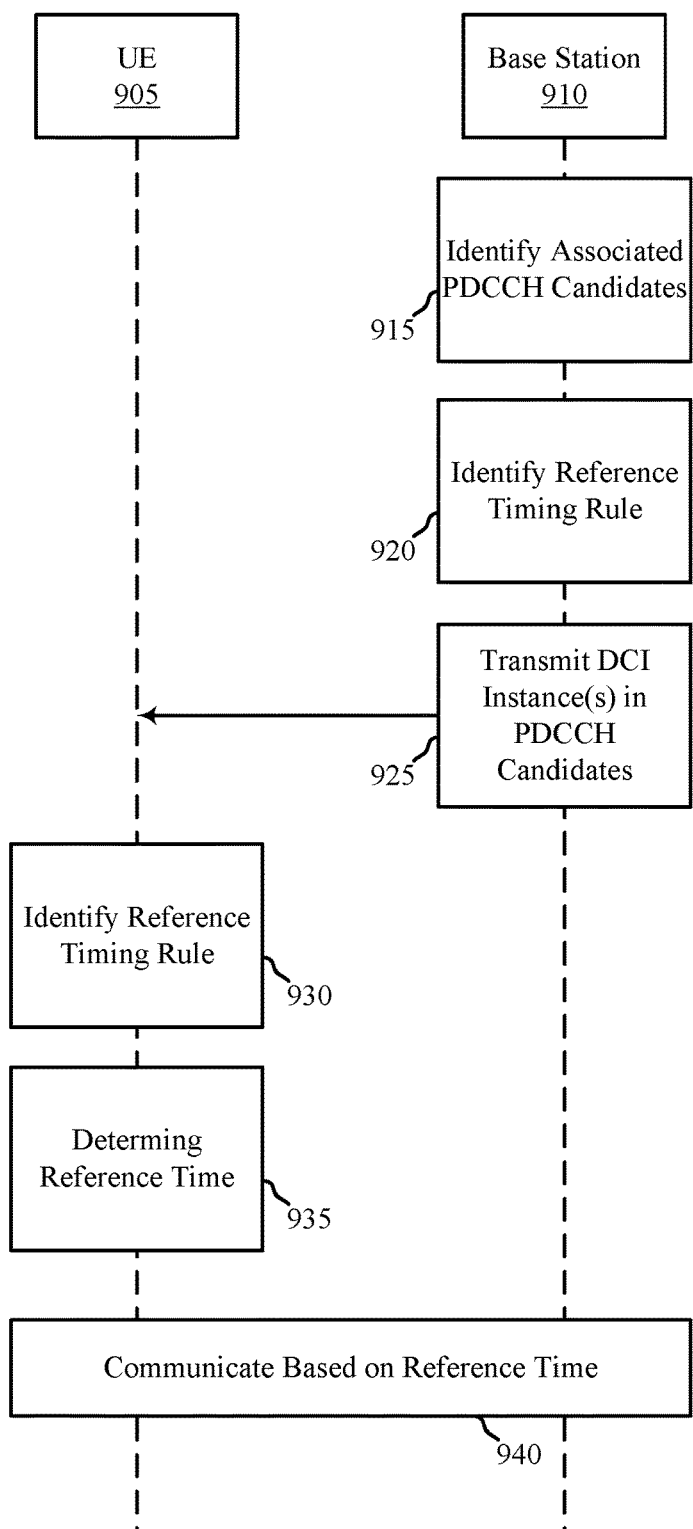 UE
905
Base Station
910
Identify Associated
PDCCH Candidates
915
Identify Reference
Timing Rule
920
Transmit DCI
Instance(s) in
PDCCH
Candidates
925
Identify Reference
Timing Rule
930
Determing
Reference Time
935
Communicate Based on Reference Time
940